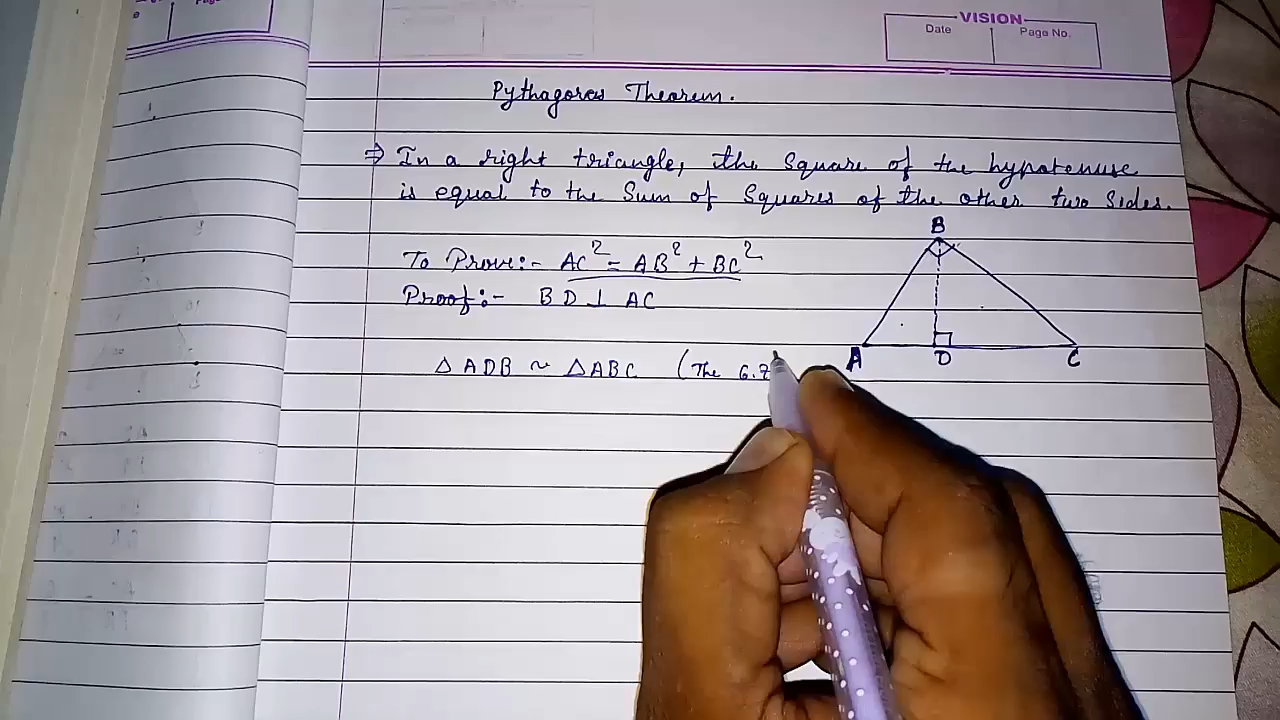 VISION
Date
Page No.
Pythagores Theorem.
⇒ In a right triangle, the Square of the hypotenuse
is equal to the Sum of Squares of the other two Sides.
B
To Prove:- AC² = AB² + BC²
Proof:- BD ⊥ AC
A D C
△ ADB ~ △ABC (The 6.7